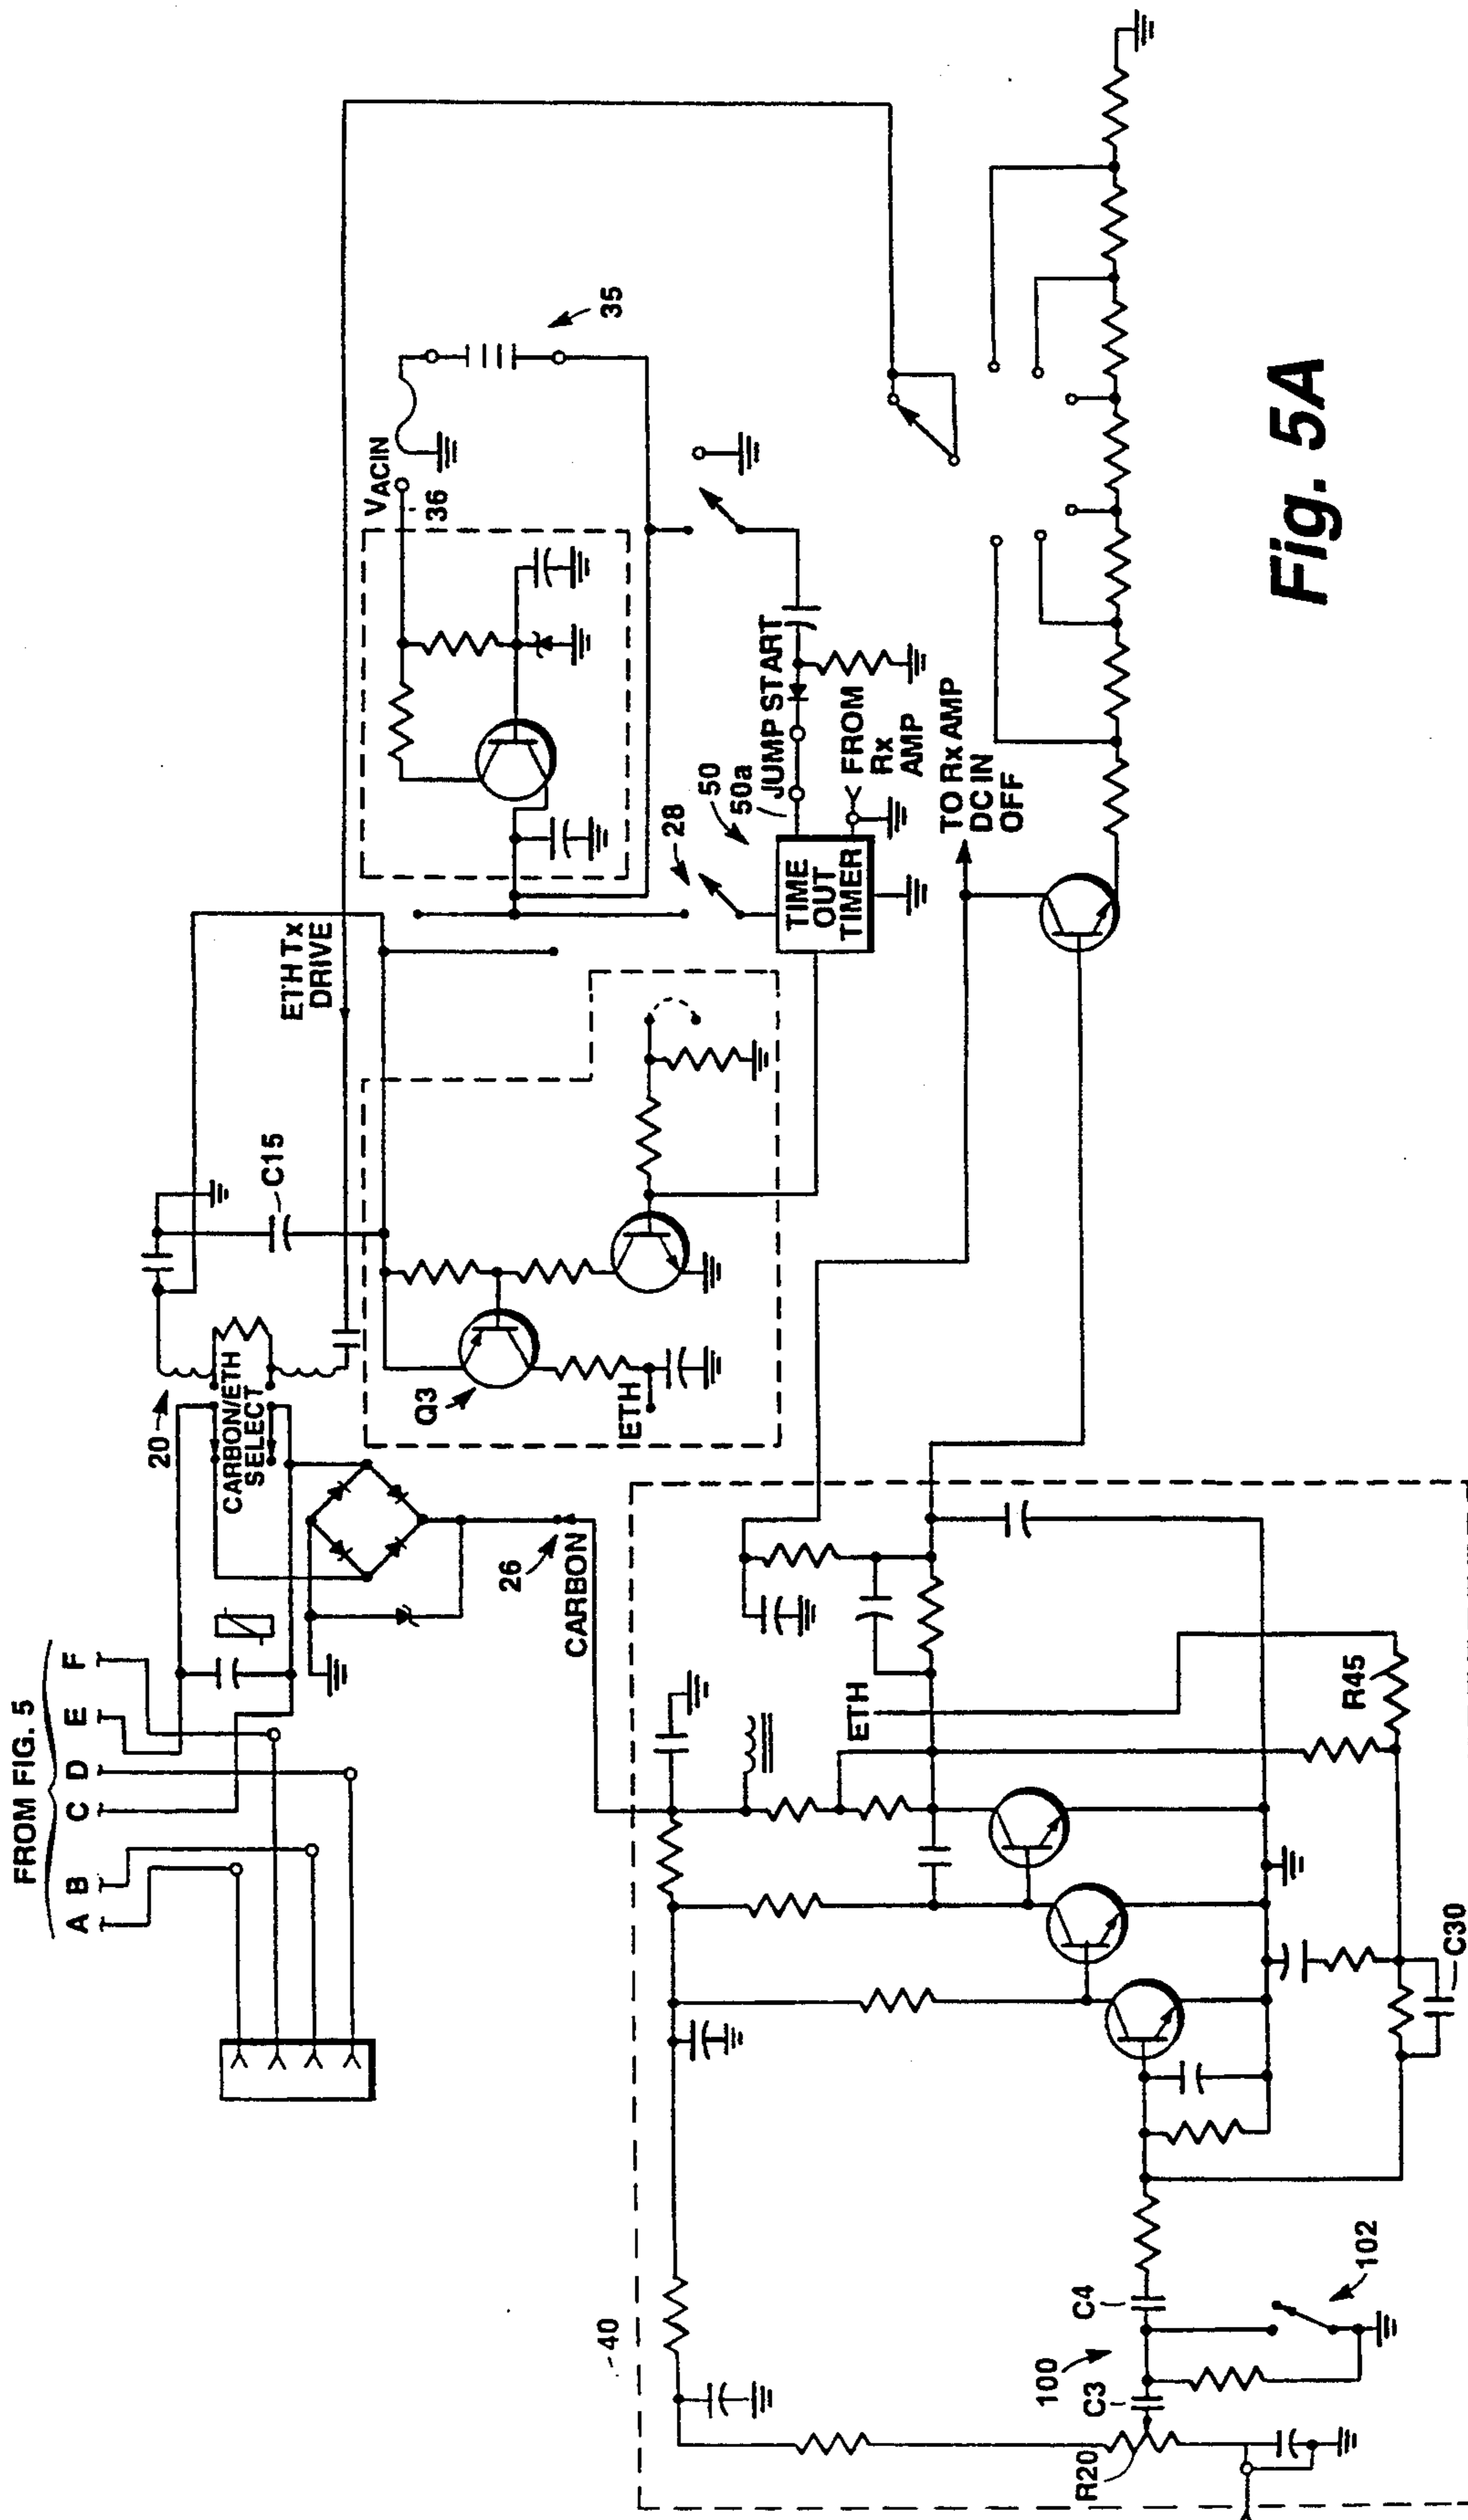 FROM FIG. 5
A B C D E F
20
CARBON/ETH
SELECT
C15
ETH Tx
DRIVE
VACIN
36
35
Q3
ETH
26
CARBON
28
50
50a
JUMP START
TIME
OUT
TIMER
FROM
Rx
AMP
TO Rx AMP
DC IN
OFF
40
ETH
R45
C30
100
C3
C4
102
R20
Fig. 5A